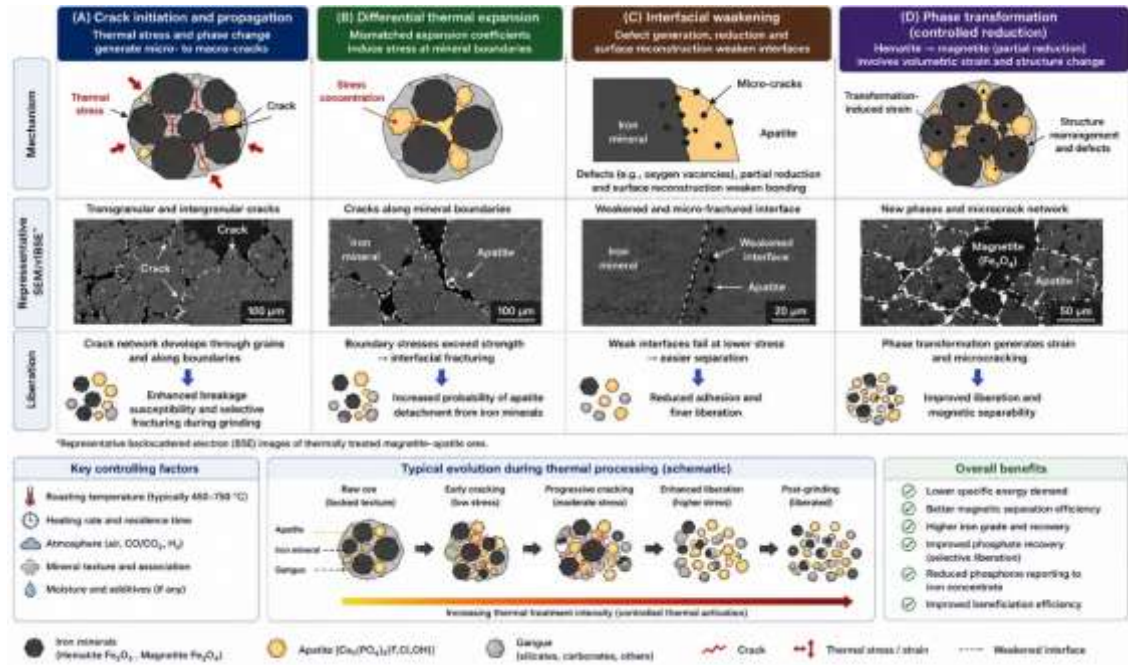 (A) Crack initiation and propagation
Thermal stress and phase change
generate micro- to macro-cracks
(B) Differential thermal expansion
Mismatched expansion coefficients
induce stress at mineral boundaries
(C) Interfacial weakening
Defect generation, reduction and
surface reconstruction weaken interfaces
(D) Phase transformation
(controlled reduction)
Hematite → magnetite (partial reduction)
involves volumetric strain and structure change
Mechanism
Thermal
stress
Crack
Stress
concentration
Iron
mineral
Micro-cracks
Apatite
Defects (e.g., oxygen vacancies), partial reduction
and surface reconstruction weaken bonding
Transformation-
induced strain
Structure
rearrangement
and defects
Representative
Transgranular and intergranular cracks
Crack
Crack
100 µm
Cracks along mineral boundaries
Iron
mineral
Apatite
100 µm
Weakened and micro-fractured interface
Iron
mineral
Weakened
interface
Apatite
20 µm
New phases and microcrack network
Magnetite
(Fe₃O₄)
Apatite
50 µm
Liberation
Crack network develops through grains
and along boundaries
Enhanced breakage
susceptibility and selective
fracturing during grinding
Boundary stresses exceed strength
→ interfacial fracturing
Increased probability of apatite
detachment from iron minerals
Weak interfaces fail at lower stress
→ easier separation
Reduced adhesion and
finer liberation
Phase transformation generates strain
and microcracking
Improved liberation and
magnetic separability
electron (BSE) images of thermally treated magnetite-apatite ores.
Key controlling factors
Roasting temperature (typically 450–750 °C)
Heating rate and residence time
Atmosphere (air, CO/CO₂, H₂)
Mineral texture and association
Moisture and additives (if any)
Typical evolution during thermal processing (schematic)
Raw ore
(locked texture)
Early cracking
(low stress)
Progressive cracking
(moderate stress)
Enhanced liberation
(higher stress)
Post-grinding
(liberated)
Apatite
Iron mineral
Gangue
Increasing thermal treatment intensity (controlled thermal activation)
Overall benefits
Lower specific energy demand
Better magnetic separation efficiency
Higher iron grade and recovery
Improved phosphate recovery
(selective liberation)
Reduced phosphorus reporting to
iron concentrate
Improved beneficiation efficiency
Iron minerals
(Hematite Fe₂O₃, Magnetite
Apatite
Gangue
(silicates, carbonates, others)
Crack
Thermal stress / strain
Weakened interface